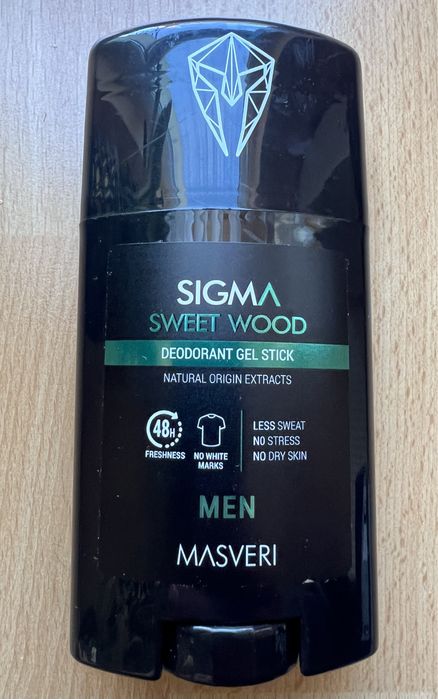 SIGMA
SWEET WOOD
DEODORANT GEL STICK
NATURAL ORIGIN EXTRACTS
48H
FRESHNESS
NO WHITE
MARKS
LESS SWEAT
NO STRESS
NO DRY SKIN
MEN
MASVERI